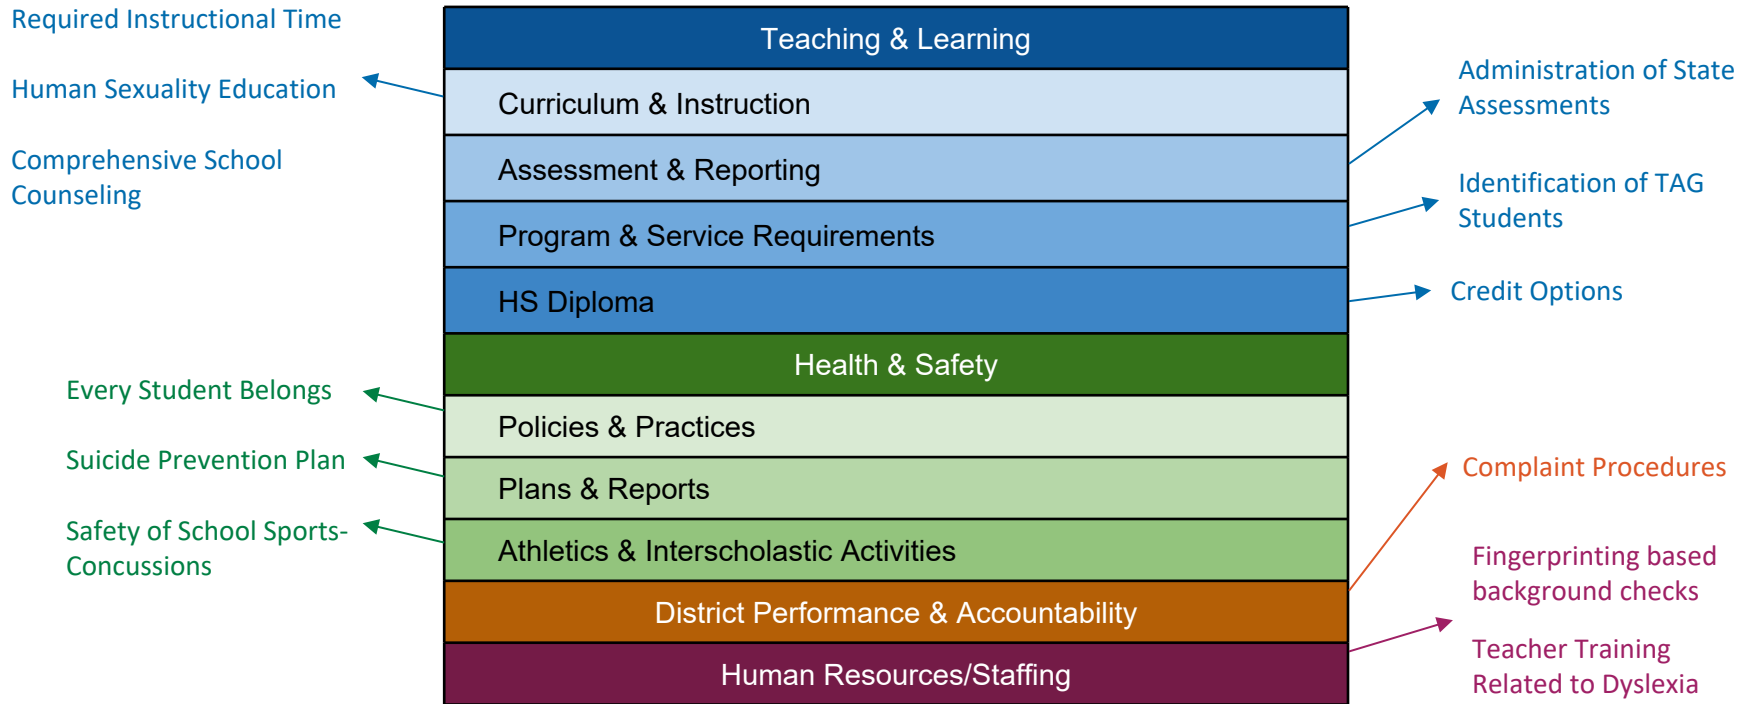 Required Instructional Time
Human Sexuality Education
Comprehensive School
Counseling
Every Student Belongs
Suicide Prevention Plan
Safety of School Sports-
Concussions
Teaching & Learning
Curriculum & Instruction
Assessment & Reporting
Program & Service Requirements
HS Diploma
Health & Safety
Policies & Practices
Plans & Reports
Athletics & Interscholastic Activities
District Performance & Accountability
Human Resources/Staffing
Administration of State
Assessments
Identification of TAG
Students
Credit Options
Complaint Procedures
Fingerprinting based
background checks
Teacher Training
Related to Dyslexia